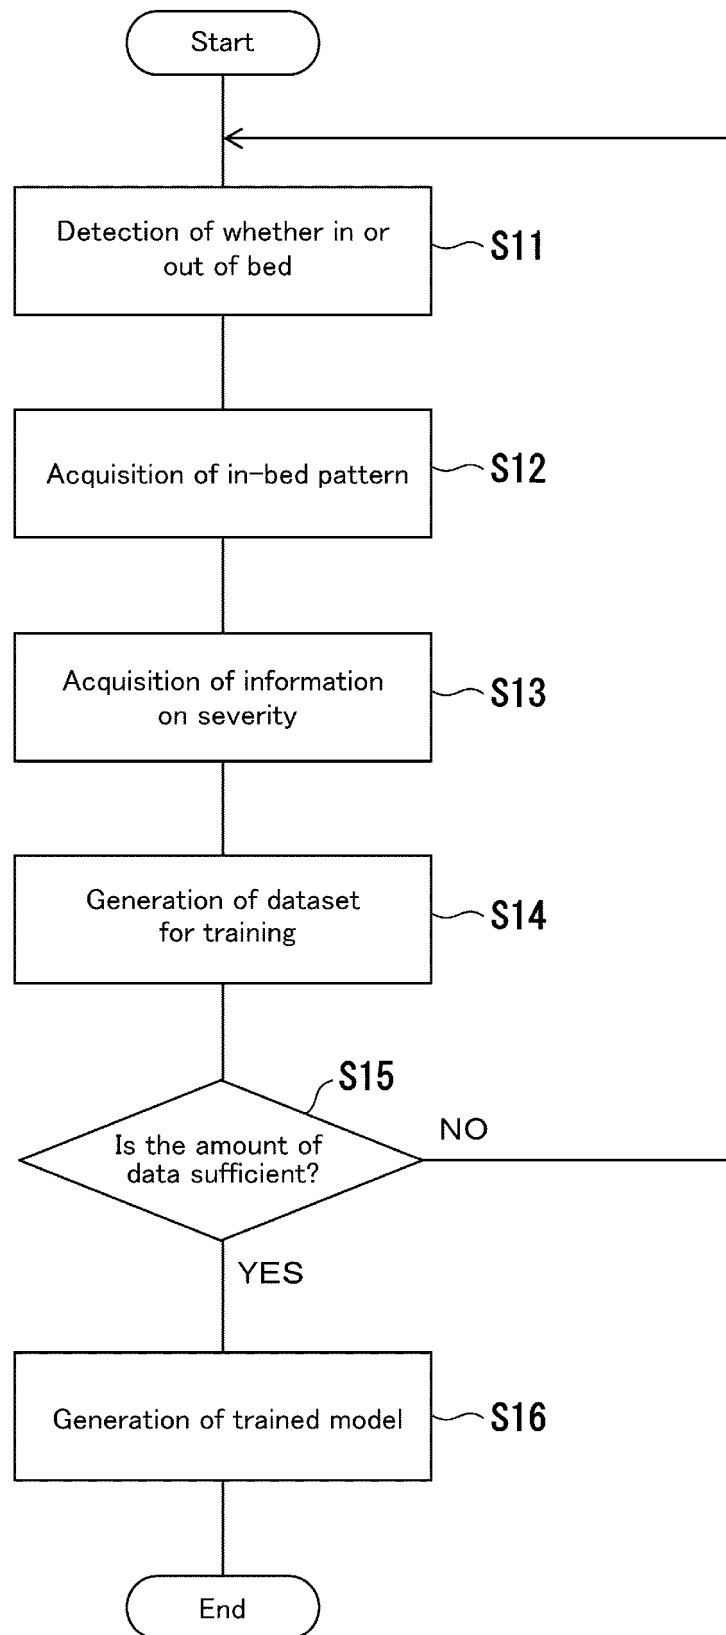 Start
Detection of whether in or
out of bed
S11
Acquisition of in-bed pattern
S12
Acquisition of information
on severity
S13
Generation of dataset
for training
S14
S15
Is the amount of
data sufficient?
NO
YES
Generation of trained model
S16
End